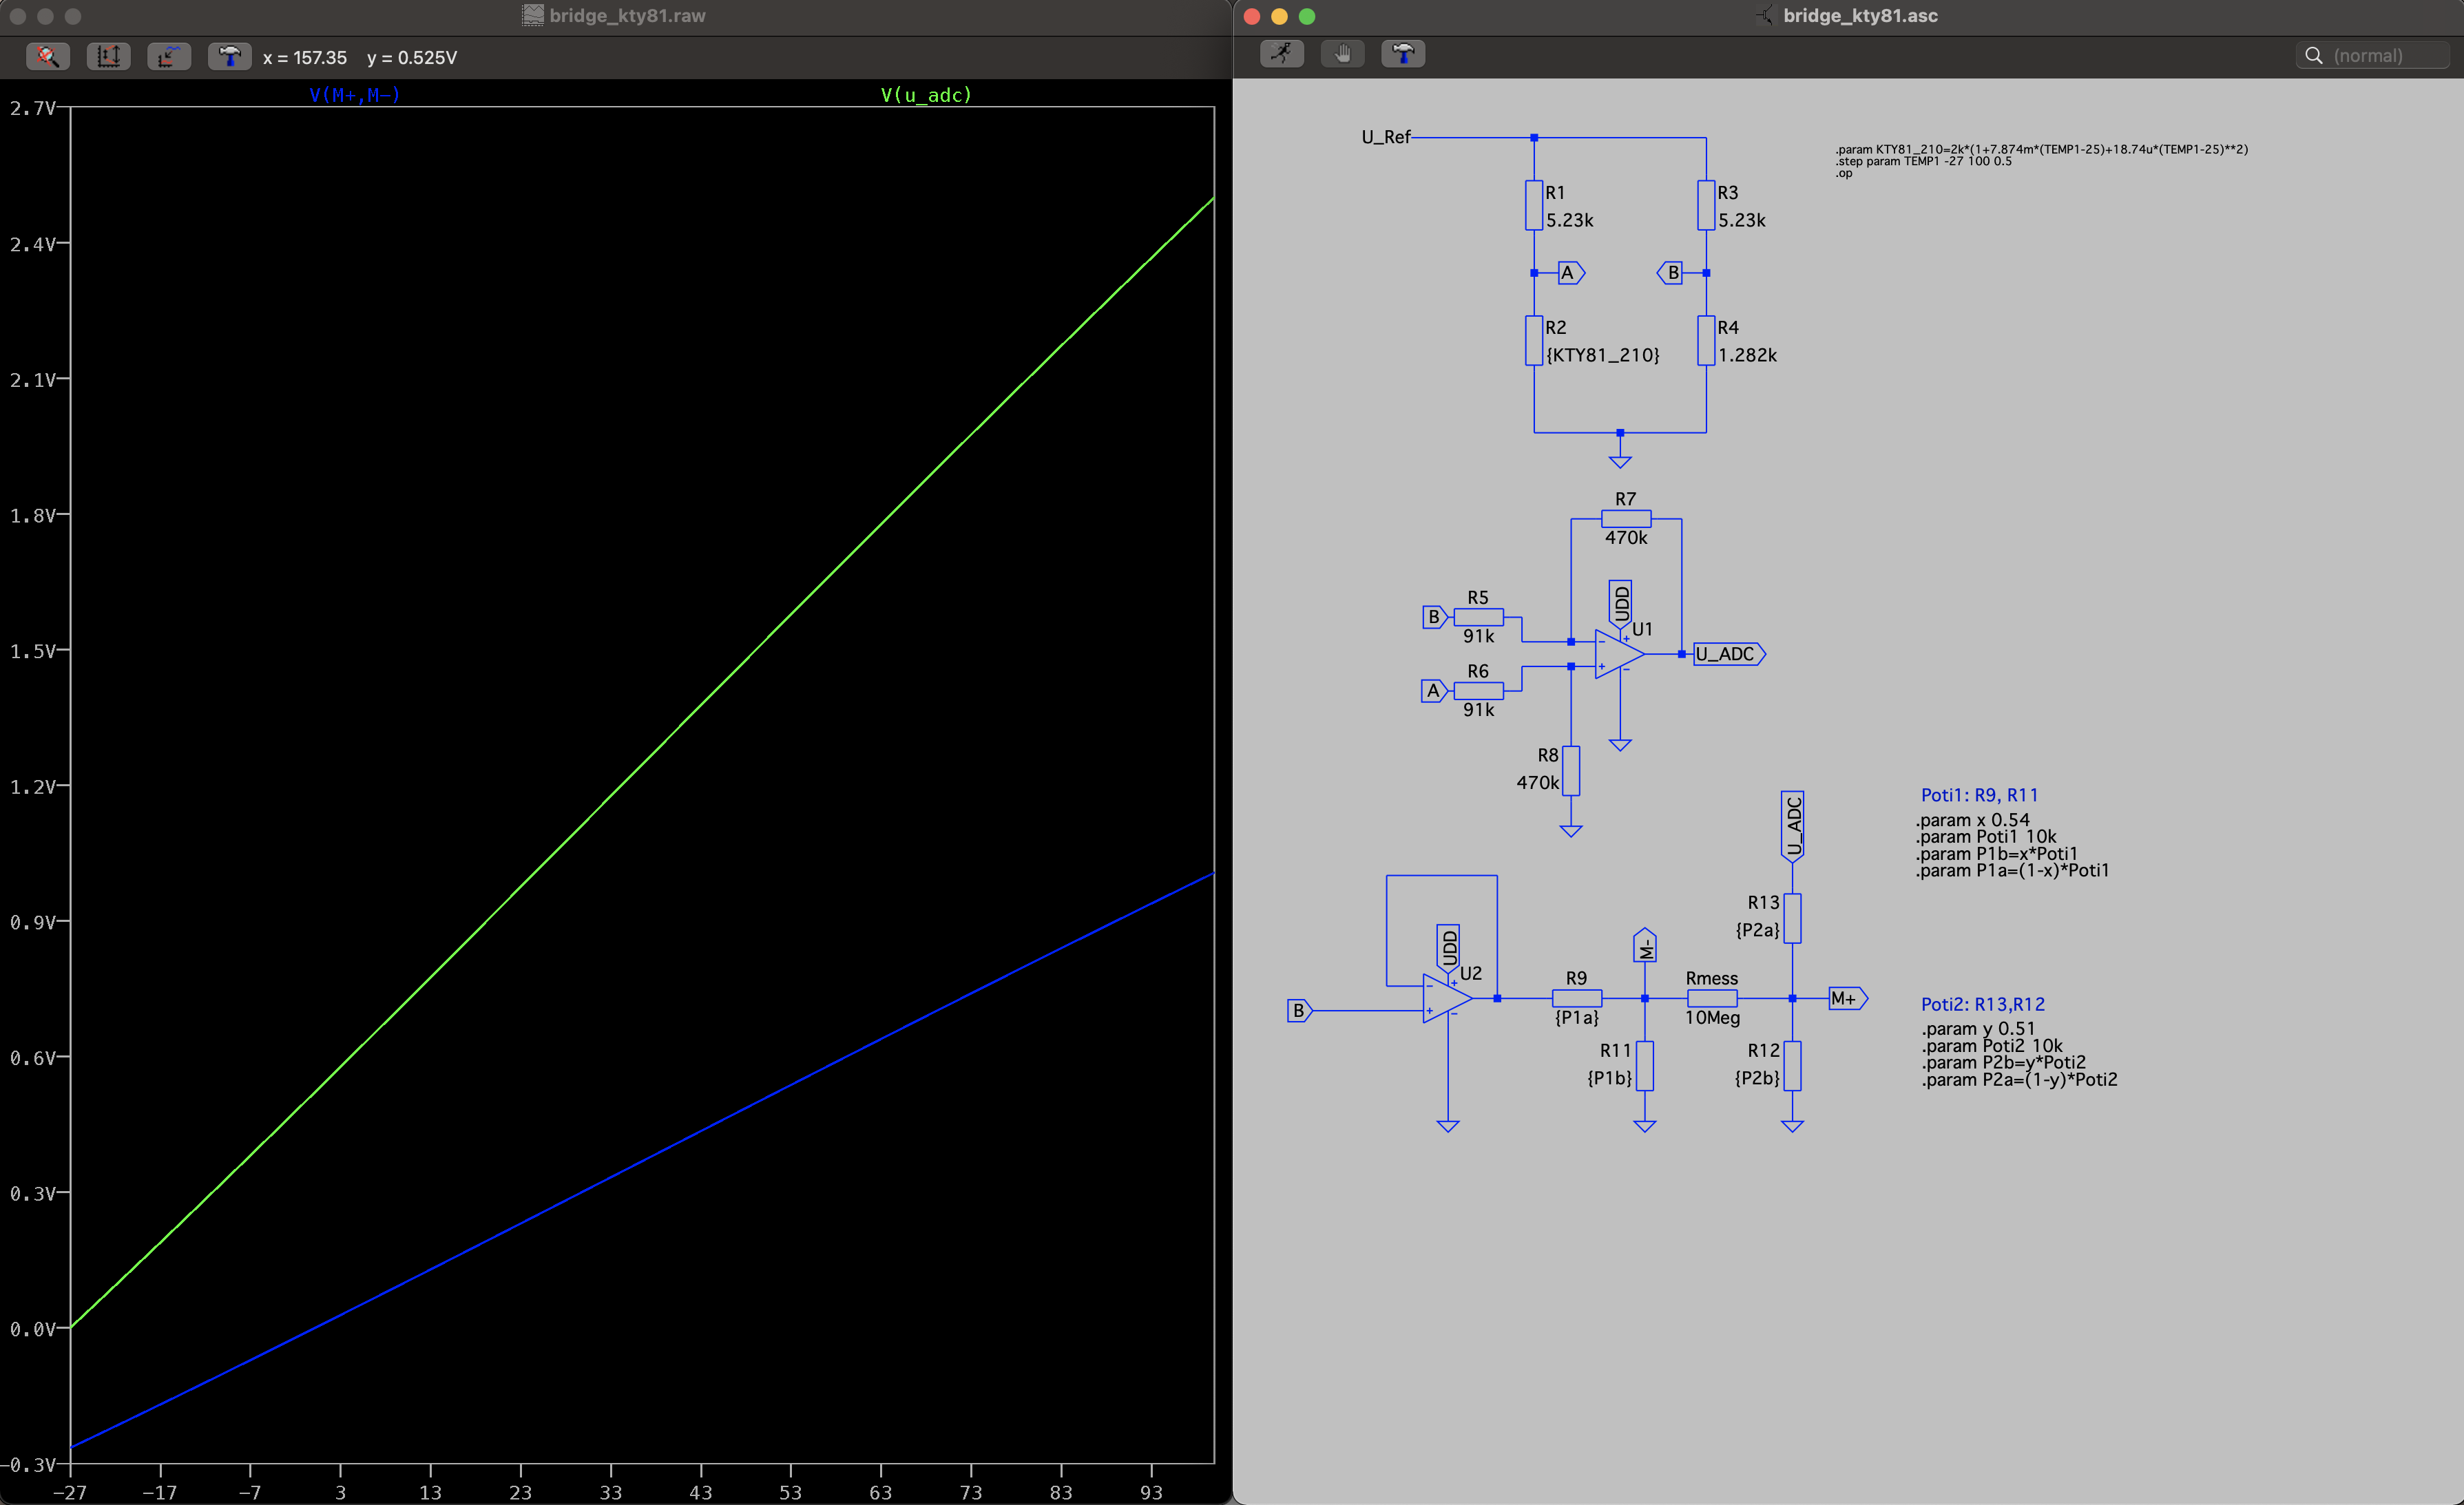 bridge_kty81.raw
x = 157.35 y = 0.525V
V(M+,M−) V(u_adc)
2.7V
2.4V
2.1V
1.8V
1.5V
1.2V
0.9V
0.6V
0.3V
0.0V
−0.3V
−27 −17 −7 3 13 23 33 43 53 63 73 83 93
bridge_kty81.asc
(normal)
U_Ref
.param KTY81_210=2k*(1+7.874m*(TEMP1-25)+18.74u*(TEMP1-25)**2)
.step param TEMP1 -27 100 0.5
.op
R1
5.23k
R3
5.23k
A
B
R2
{KTY81_210}
R4
1.282k
R7
470k
UDD
U1
B
R5
91k
R6
A
91k
U_ADC
R8
470k
U_ADC
Poti1: R9, R11
.param x 0.54
.param Poti1 10k
.param P1b=x*Poti1
.param P1a=(1-x)*Poti1
R13
{P2a}
UDD
U2
M-
B
R9
{P1a}
Rmess
10Meg
M+
R11
{P1b}
R12
{P2b}
Poti2: R13,R12
.param y 0.51
.param Poti2 10k
.param P2b=y*Poti2
.param P2a=(1-y)*Poti2